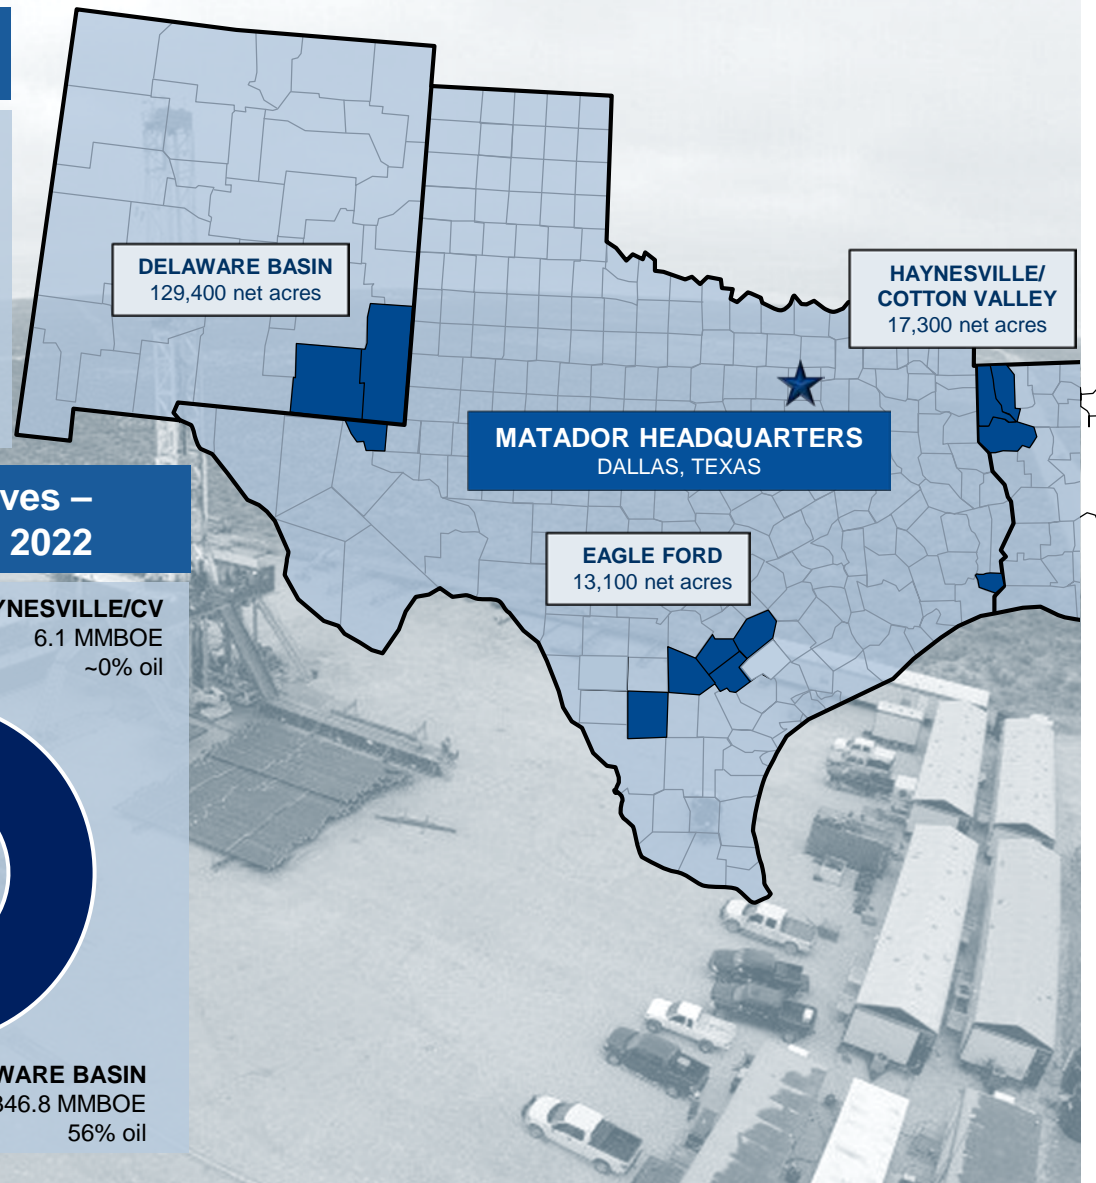 DELAWARE BASIN
129,400 net acres
HAYNESVILLE/
COTTON VALLEY
17,300 net acres
MATADOR HEADQUARTERS
DALLAS, TEXAS
EAGLE FORD
13,100 net acres
ves –
2022
YNESVILLE/CV
6.1 MMBOE
~0% oil
WARE BASIN
346.8 MMBOE
56% oil